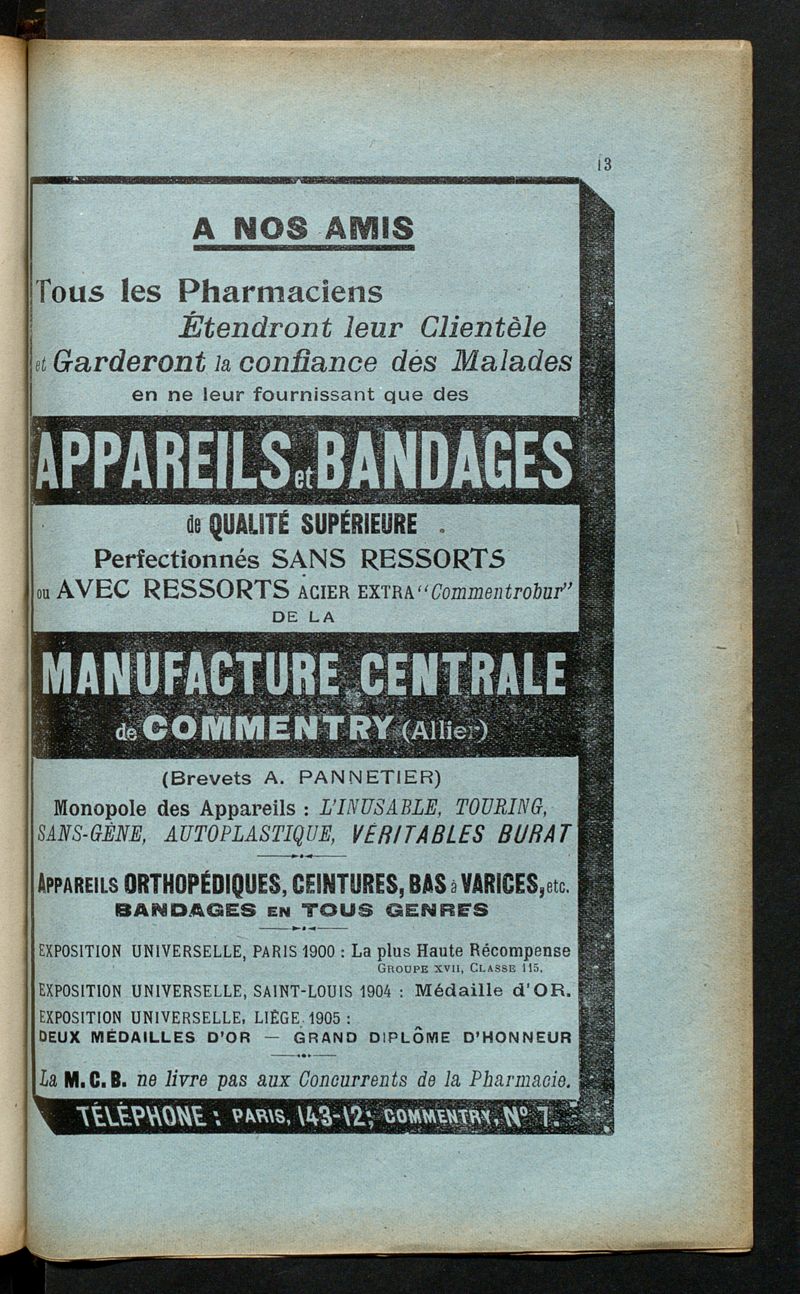 13
A NOS AMIS
Tous les Pharmaciens
Étendront leur Clientèle
et Garderont la confiance des Malades
en ne leur fournissant que des
APPAREILS et BANDAGES
de QUALITÉ SUPÉRIEURE
Perfectionnés SANS RESSORTS
ou AVEC RESSORTS ACIER EXTRA "Commentrobur"
DE LA
MANUFACTURE CENTRALE
de COMMENTRY (Allier)
(Brevets A. PANNETIER)
Monopole des Appareils : L'INUSABLE, TOURING,
SANS-GÊNE, AUTOPLASTIQUE, VÉRITABLES BURAT
APPAREILS ORTHOPÉDIQUES, CEINTURES, BAS à VARICES, etc.
BANDAGES EN TOUS GENRES
EXPOSITION UNIVERSELLE, PARIS 1900 : La plus Haute Récompense
GROUPE XVII, CLASSE 115.
EXPOSITION UNIVERSELLE, SAINT-LOUIS 1904 : Médaille d'OR.
EXPOSITION UNIVERSELLE, LIÈGE 1905 :
DEUX MÉDAILLES D'OR — GRAND DIPLÔME D'HONNEUR
La M.C.B. ne livre pas aux Concurrents de la Pharmacie.
TÉLÉPHONE : PARIS, 143-12; COMMENTRY, N° 7.